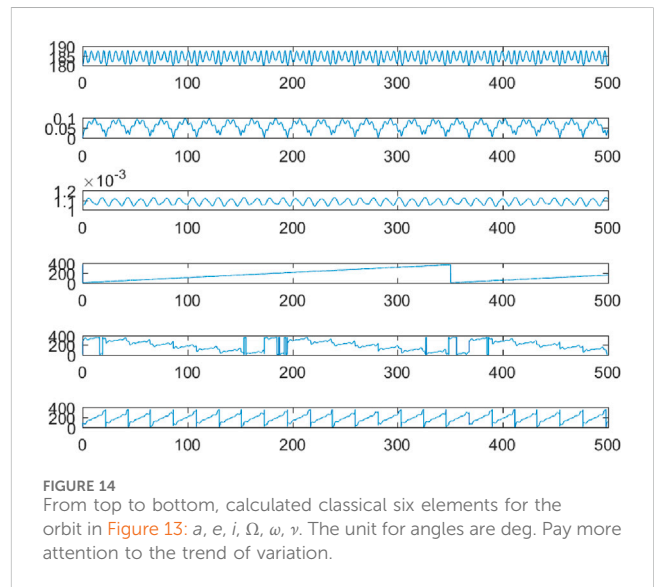 190
185
180
0 100 200 300 400 500
0.1
0.05
0
0 100 200 300 400 500
× 10-3
1.2
1.1
1
0 100 200 300 400 500
400
200
0
0 100 200 300 400 500
400
200
0
0 100 200 300 400 500
400
200
0
0 100 200 300 400 500
FIGURE 14
From top to bottom, calculated classical six elements for the
orbit in Figure 13: a, e, i, Ω, ω, ν. The unit for angles are deg. Pay more
attention to the trend of variation.